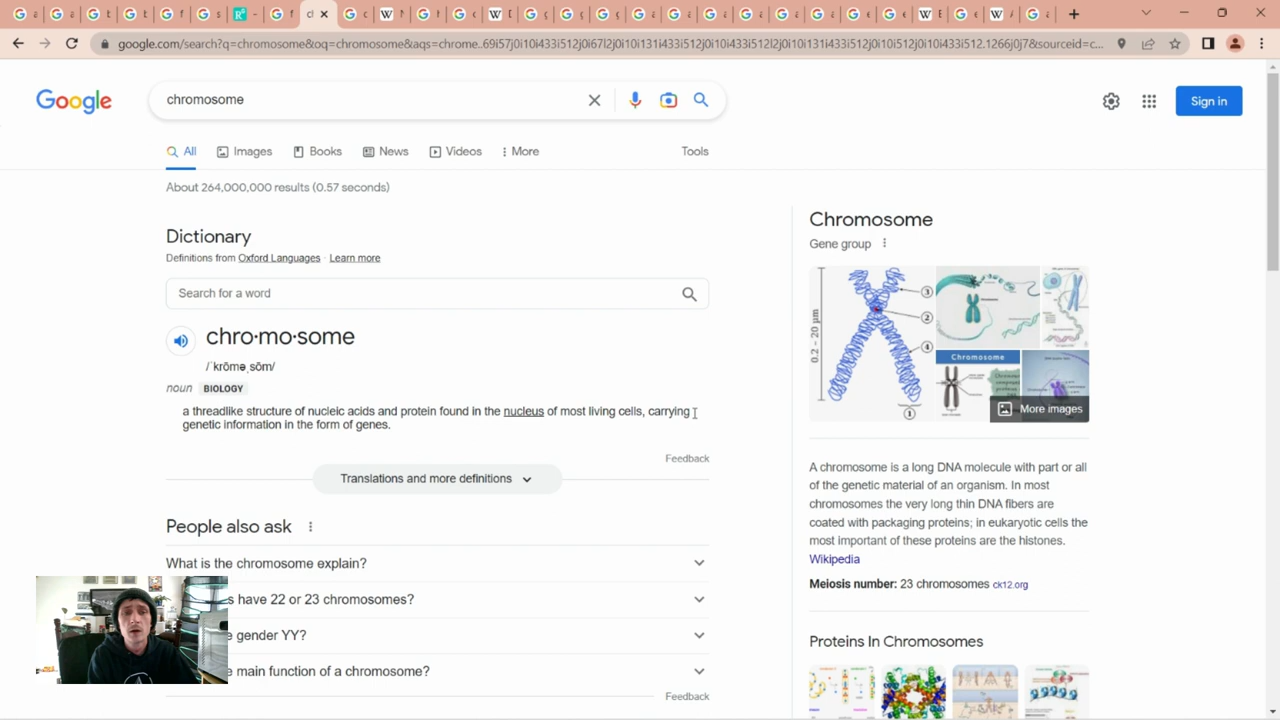 google.com/search?q=chromosome&oq=chromosome&aqs=chrome..69i57j0i10i433i512j0i67l2j0i10i131i433i512j0i10i433i512l2j0i10i131i433i512j0i10i512j0i10i433i512.1266j0j7&sourceid=c...
Google
chromosome
Sign in
All
Images
Books
News
Videos
More
Tools
About 264,000,000 results (0.57 seconds)
Dictionary
Definitions from Oxford Languages · Learn more
Search for a word
chro·mo·some
/ˈkrōməˌsōm/
noun BIOLOGY
a threadlike structure of nucleic acids and protein found in the nucleus of most living cells, carrying
genetic information in the form of genes.
Feedback
Translations and more definitions
People also ask
What is the chromosome explain?
s have 22 or 23 chromosomes?
e gender YY?
e main function of a chromosome?
Feedback
Chromosome
Gene group
0.2 - 20 µm
3
2
4
1
Chromosome
More images
A chromosome is a long DNA molecule with part or all
of the genetic material of an organism. In most
chromosomes the very long thin DNA fibers are
coated with packaging proteins; in eukaryotic cells the
most important of these proteins are the histones.
Wikipedia
Meiosis number: 23 chromosomes ck12.org
Proteins In Chromosomes